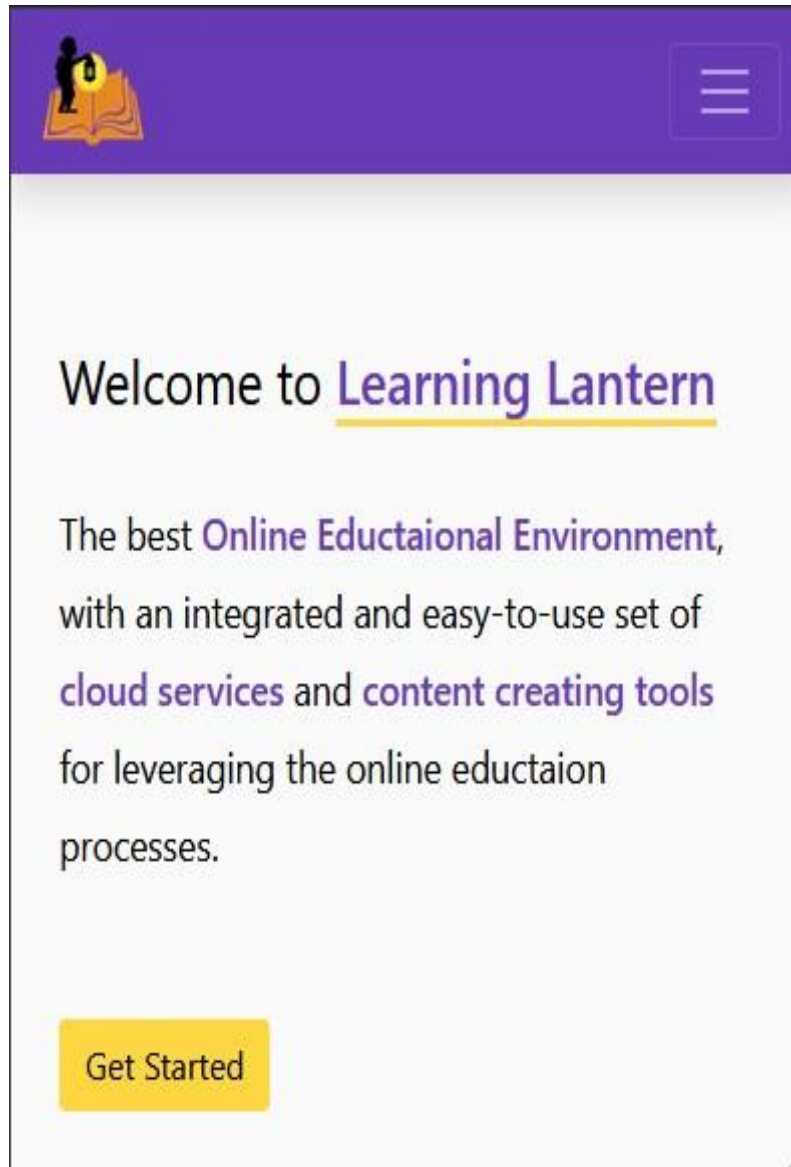 Welcome to Learning Lantern
The best Online Eductaional Environment,
with an integrated and easy-to-use set of
cloud services and content creating tools
for leveraging the online eductaion
processes.
Get Started